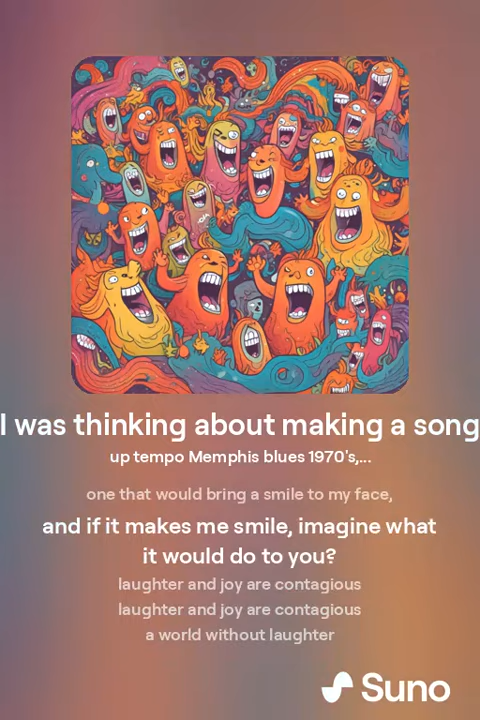 I was thinking about making a song
up tempo Memphis blues 1970's,...
one that would bring a smile to my face,
and if it makes me smile, imagine what
it would do to you?
laughter and joy are contagious
laughter and joy are contagious
a world without laughter
Suno